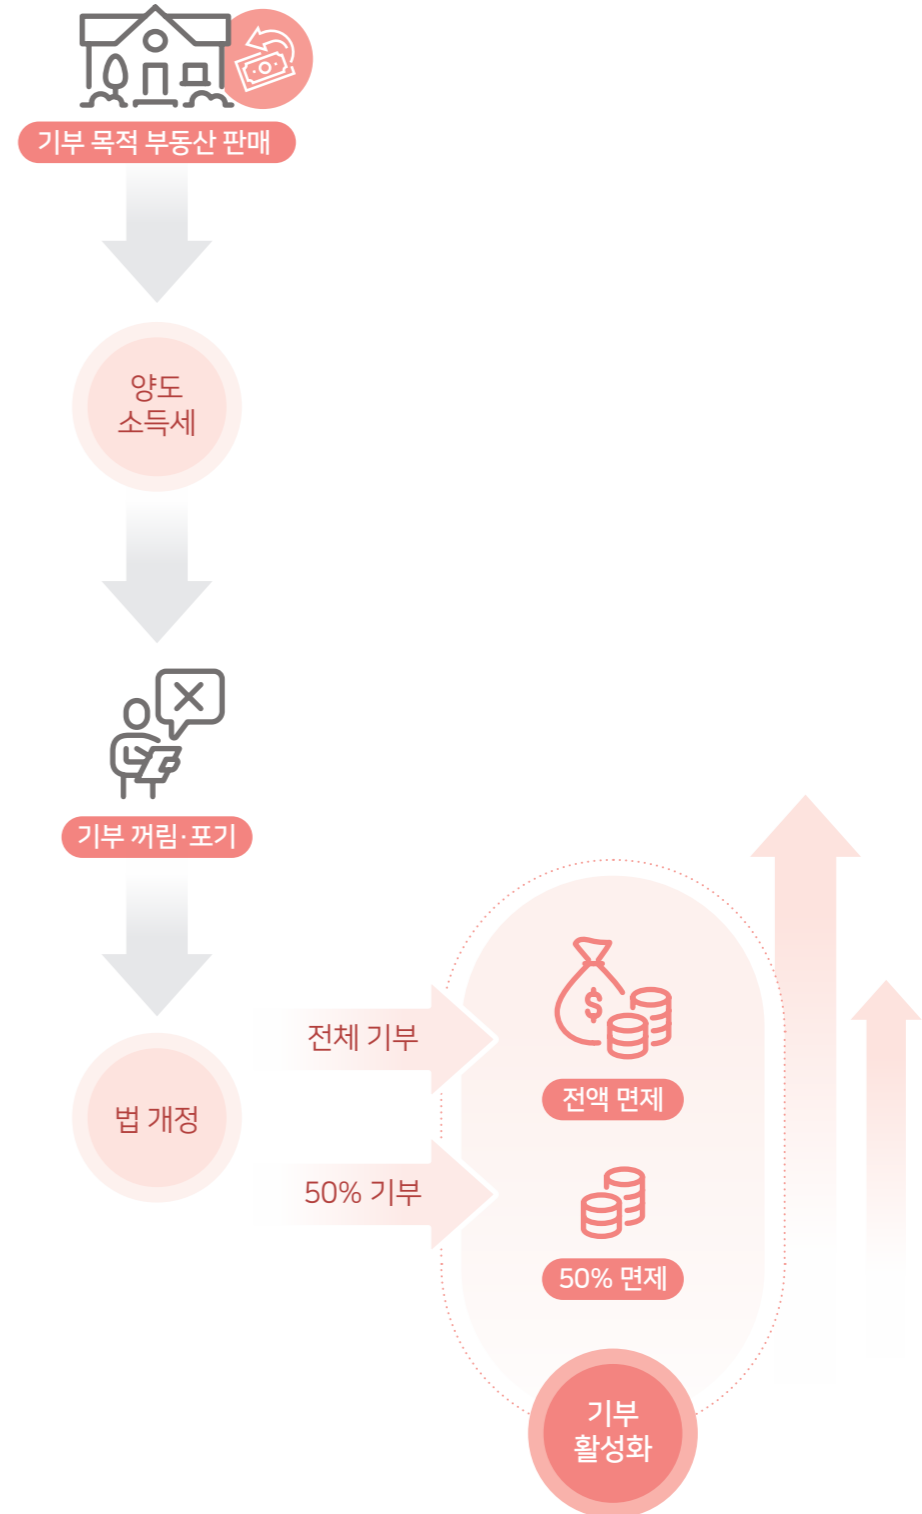 기부 목적 부동산 판매
양도
소득세
기부 꺼림·포기
법 개정
전체 기부
50% 기부
$
전액 면제
50% 면제
기부
활성화